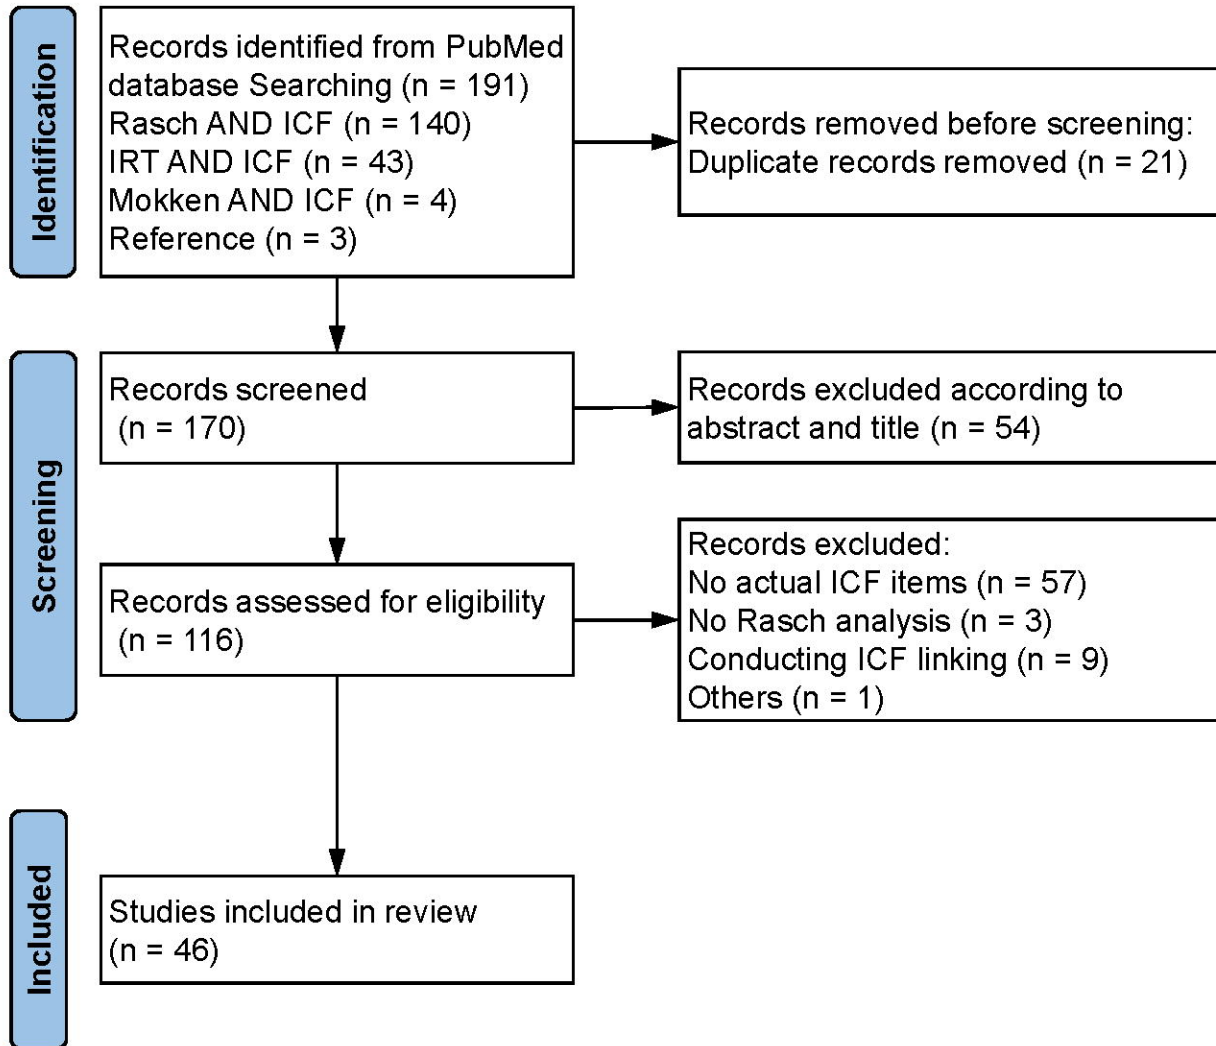 Identification
Records identified from PubMed
database Searching (n = 191)
Rasch AND ICF (n = 140)
IRT AND ICF (n = 43)
Mokken AND ICF (n = 4)
Reference (n = 3)
Records removed before screening:
Duplicate records removed (n = 21)
Screening
Records screened
(n = 170)
Records excluded according to
abstract and title (n = 54)
Records assessed for eligibility
(n = 116)
Records excluded:
No actual ICF items (n = 57)
No Rasch analysis (n = 3)
Conducting ICF linking (n = 9)
Others (n = 1)
Included
Studies included in review
(n = 46)